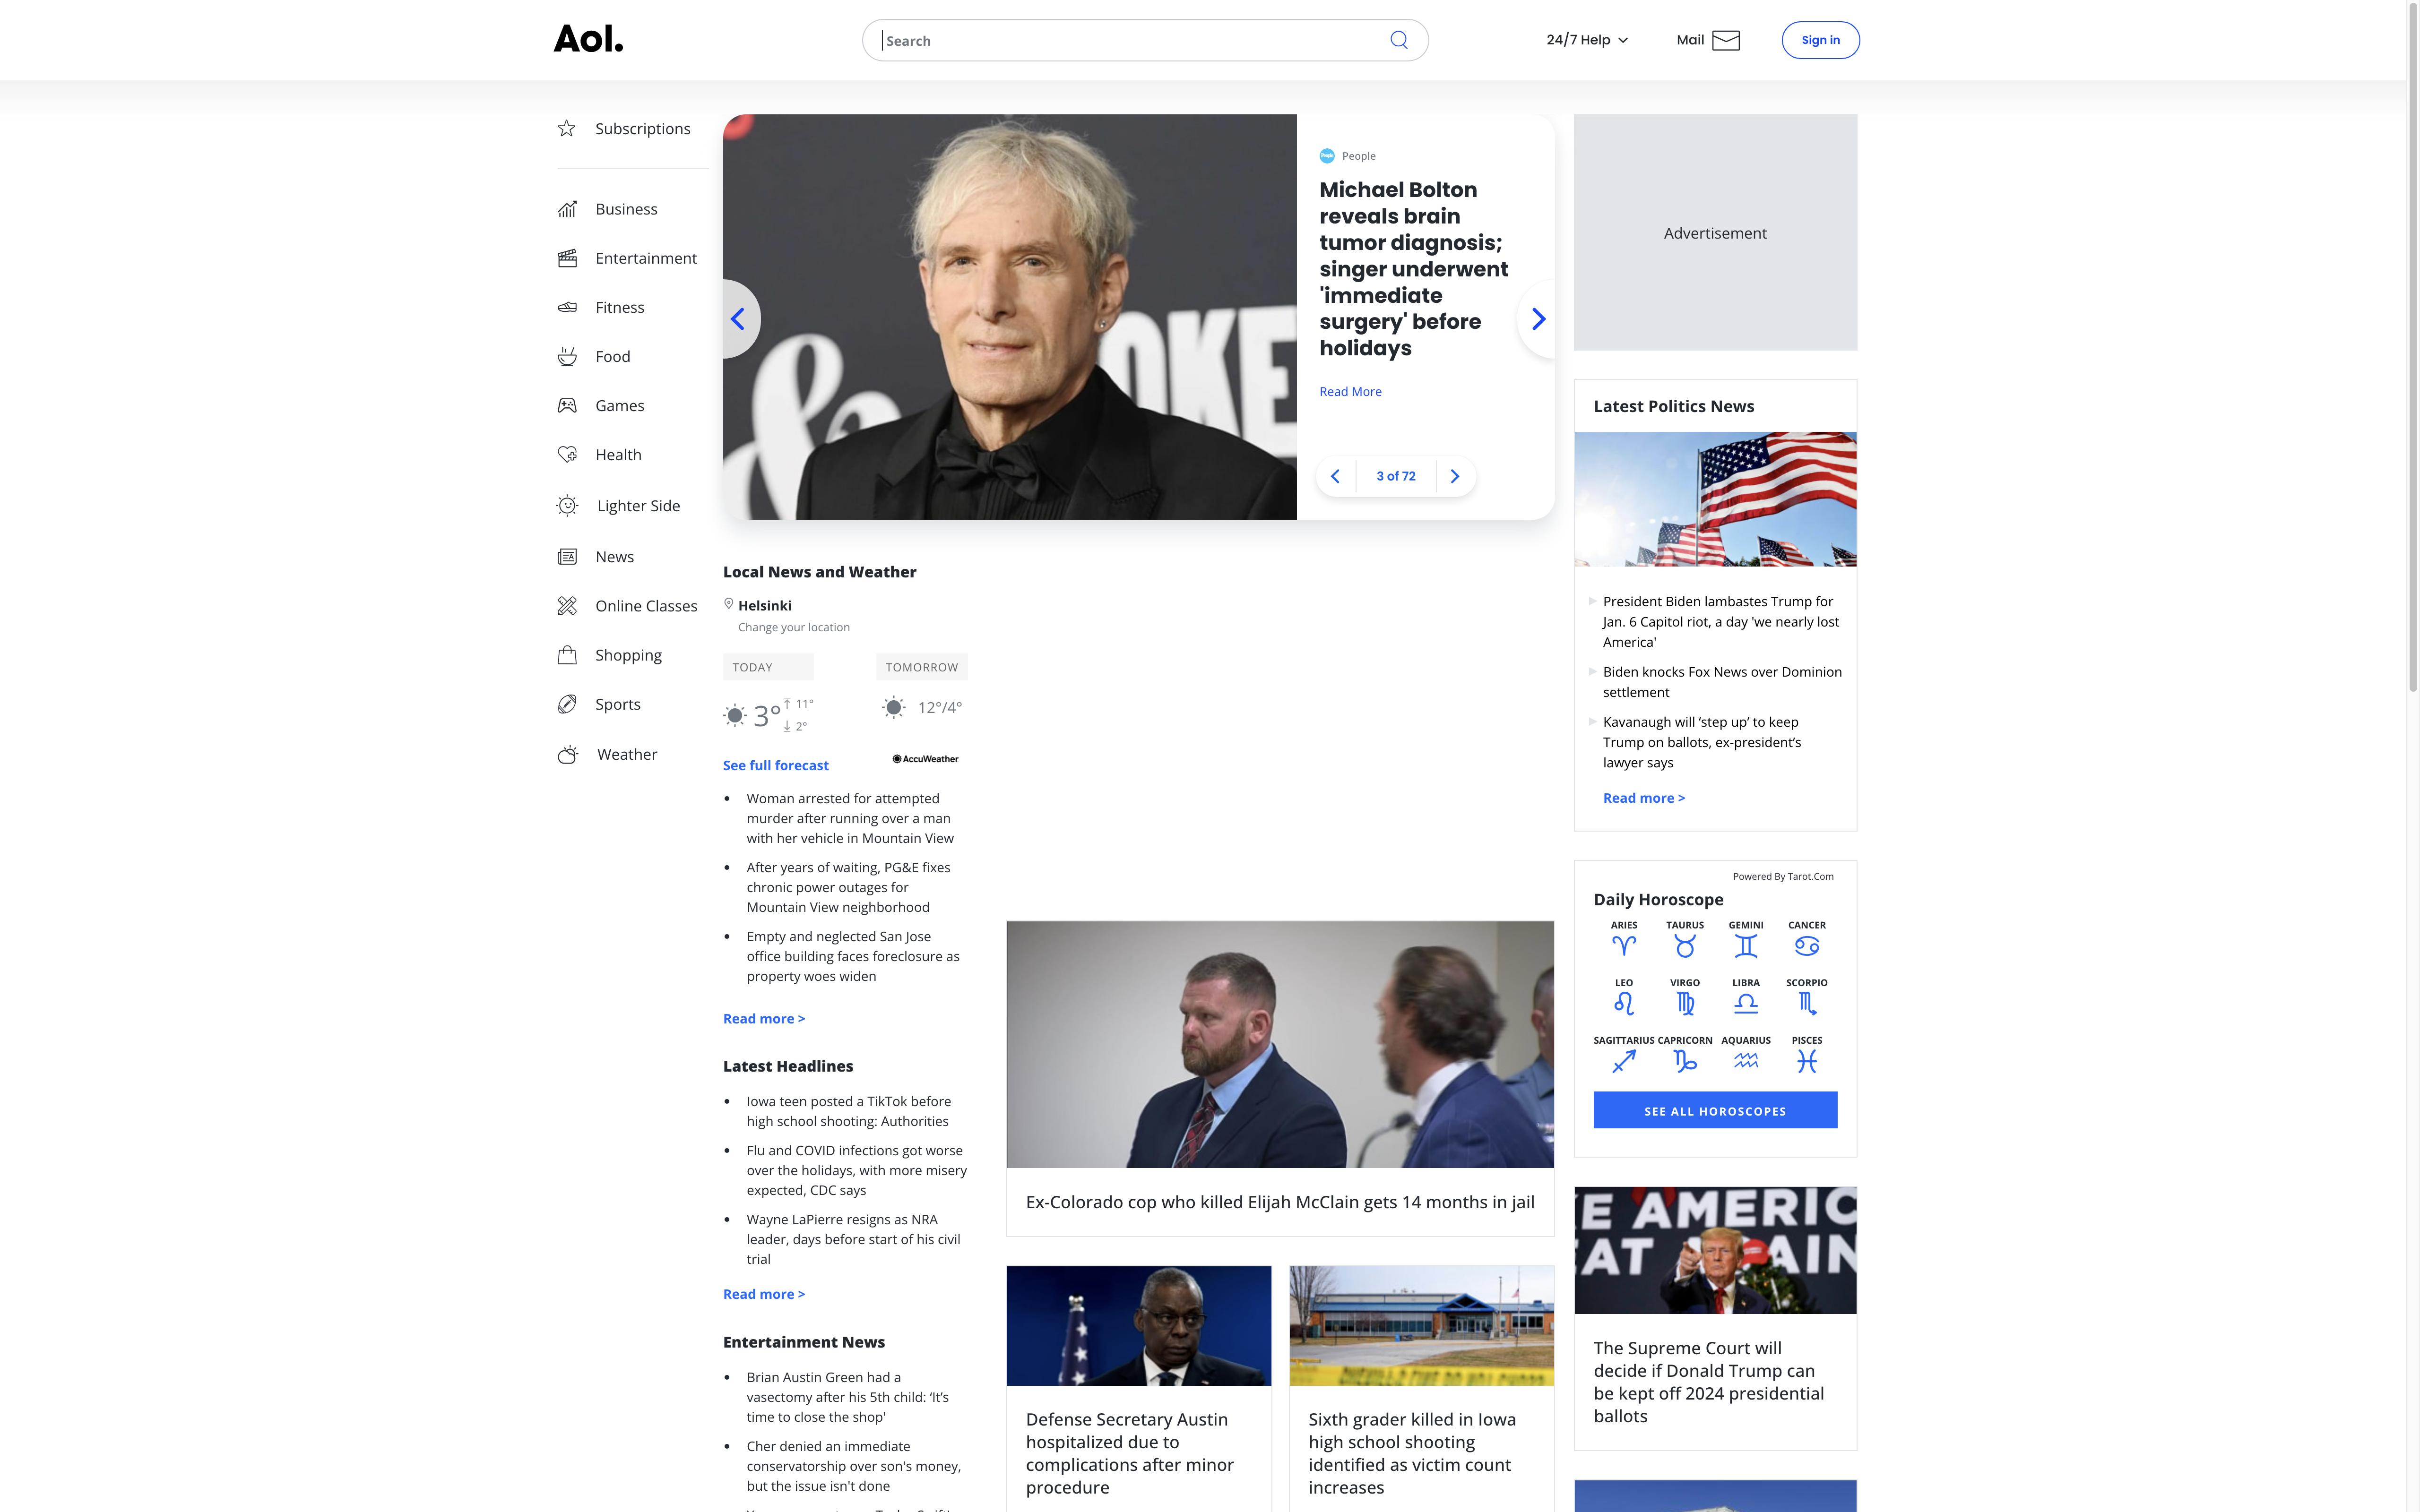 Aol.
Search
24/7 Help
Mail
Sign in
Subscriptions
Business
Entertainment
Fitness
Food
Games
Health
Lighter Side
News
Online Classes
Shopping
Sports
Weather
& OKE
People
Michael Bolton
reveals brain
tumor diagnosis;
singer underwent
'immediate
surgery' before
holidays
Read More
3 of 72
Local News and Weather
Helsinki
Change your location
TODAY
TOMORROW
3° 11°
2°
12°/4°
See full forecast
AccuWeather
• Woman arrested for attempted
murder after running over a man
with her vehicle in Mountain View
• After years of waiting, PG&E fixes
chronic power outages for
Mountain View neighborhood
• Empty and neglected San Jose
office building faces foreclosure as
property woes widen
Read more >
Latest Headlines
• Iowa teen posted a TikTok before
high school shooting: Authorities
• Flu and COVID infections got worse
over the holidays, with more misery
expected, CDC says
• Wayne LaPierre resigns as NRA
leader, days before start of his civil
trial
Read more >
Entertainment News
• Brian Austin Green had a
vasectomy after his 5th child: ‘It’s
time to close the shop'
• Cher denied an immediate
conservatorship over son's money,
but the issue isn't done
Ex-Colorado cop who killed Elijah McClain gets 14 months in jail
Defense Secretary Austin
hospitalized due to
complications after minor
procedure
Sixth grader killed in Iowa
high school shooting
identified as victim count
increases
Advertisement
Latest Politics News
President Biden lambastes Trump for
Jan. 6 Capitol riot, a day 'we nearly lost
America'
Biden knocks Fox News over Dominion
settlement
Kavanaugh will ‘step up’ to keep
Trump on ballots, ex-president’s
lawyer says
Read more >
Powered By Tarot.Com
Daily Horoscope
ARIES TAURUS GEMINI CANCER
LEO VIRGO LIBRA SCORPIO
SAGITTARIUS CAPRICORN AQUARIUS PISCES
SEE ALL HOROSCOPES
E AMERIC
EAT AIN
The Supreme Court will
decide if Donald Trump can
be kept off 2024 presidential
ballots